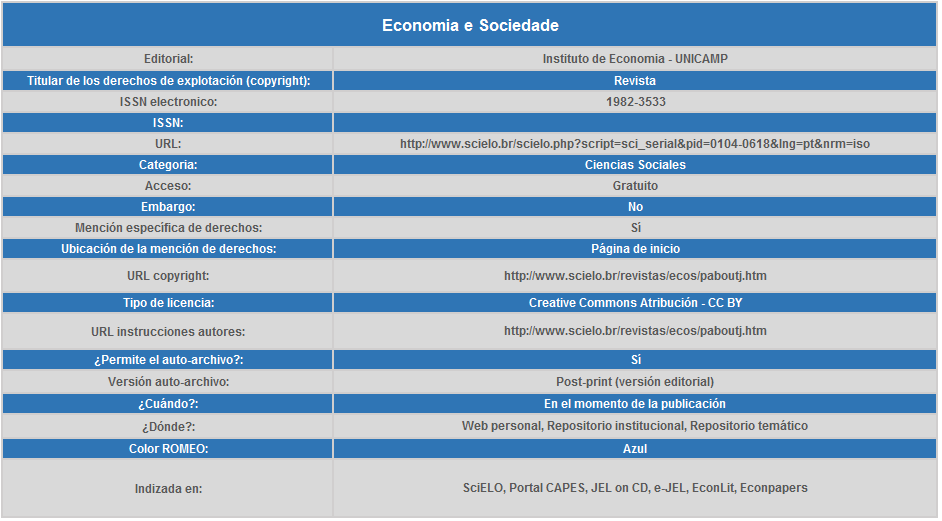 Economia e Sociedade
Editorial: Instituto de Economia - UNICAMP
Titular de los derechos de explotación (copyright): Revista
ISSN electronico: 1982-3533
ISSN:
URL: http://www.scielo.br/scielo.php?script=sci_serial&pid=0104-0618&lng=pt&nrm=iso
Categoria: Ciencias Sociales
Acceso: Gratuito
Embargo: No
Mención específica de derechos: Sí
Ubicación de la mención de derechos: Página de inicio
URL copyright: http://www.scielo.br/revistas/ecos/paboutj.htm
Tipo de licencia: Creative Commons Atribución - CC BY
URL instrucciones autores: http://www.scielo.br/revistas/ecos/paboutj.htm
¿Permite el auto-archivo?: Sí
Versión auto-archivo: Post-print (versión editorial)
¿Cuándo?: En el momento de la publicación
¿Dónde?: Web personal, Repositorio institucional, Repositorio temático
Color ROMEO: Azul
Indizada en: SciELO, Portal CAPES, JEL on CD, e-JEL, EconLit, Econpapers